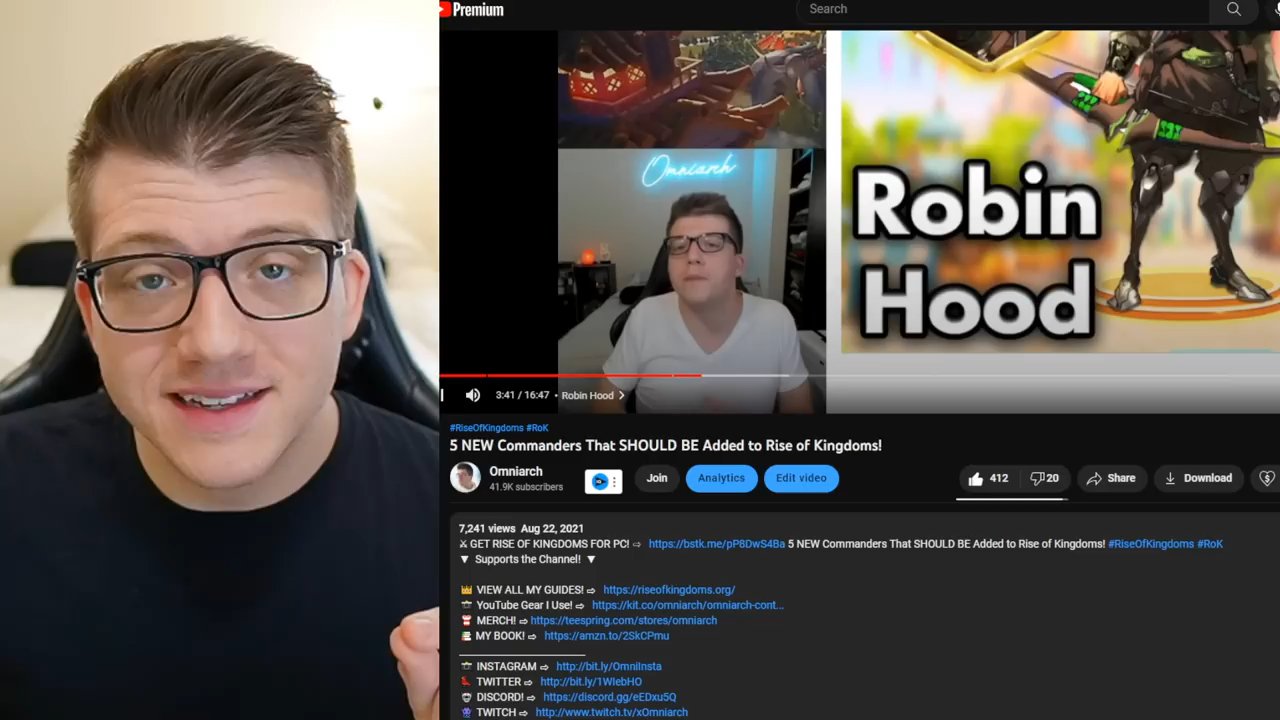 Premium
Search
Omniarch
Robin
Hood
3:41 / 16:47 • Robin Hood
#RiseOfKingdoms #RoK
5 NEW Commanders That SHOULD BE Added to Rise of Kingdoms!
Omniarch
41.9K subscribers
Join
Analytics
Edit video
412
20
Share
Download
7,241 views Aug 22, 2021
⚔ GET RISE OF KINGDOMS FOR PC! ⇨ https://bstk.me/pP8DwS4Ba 5 NEW Commanders That SHOULD BE Added to Rise of Kingdoms! #RiseOfKingdoms #RoK
▼ Supports the Channel! ▼
VIEW ALL MY GUIDES! ⇨ https://riseofkingdoms.org/
YouTube Gear I Use! ⇨ https://kit.co/omniarch/omniarch-cont...
MERCH! ⇨ https://teespring.com/stores/omniarch
MY BOOK! ⇨ https://amzn.to/2SkCPmu
INSTAGRAM ⇨ http://bit.ly/OmniInsta
TWITTER ⇨ http://bit.ly/1WIebHO
DISCORD! ⇨ https://discord.gg/eEDxu5Q
TWITCH ⇨ http://www.twitch.tv/xOmniarch